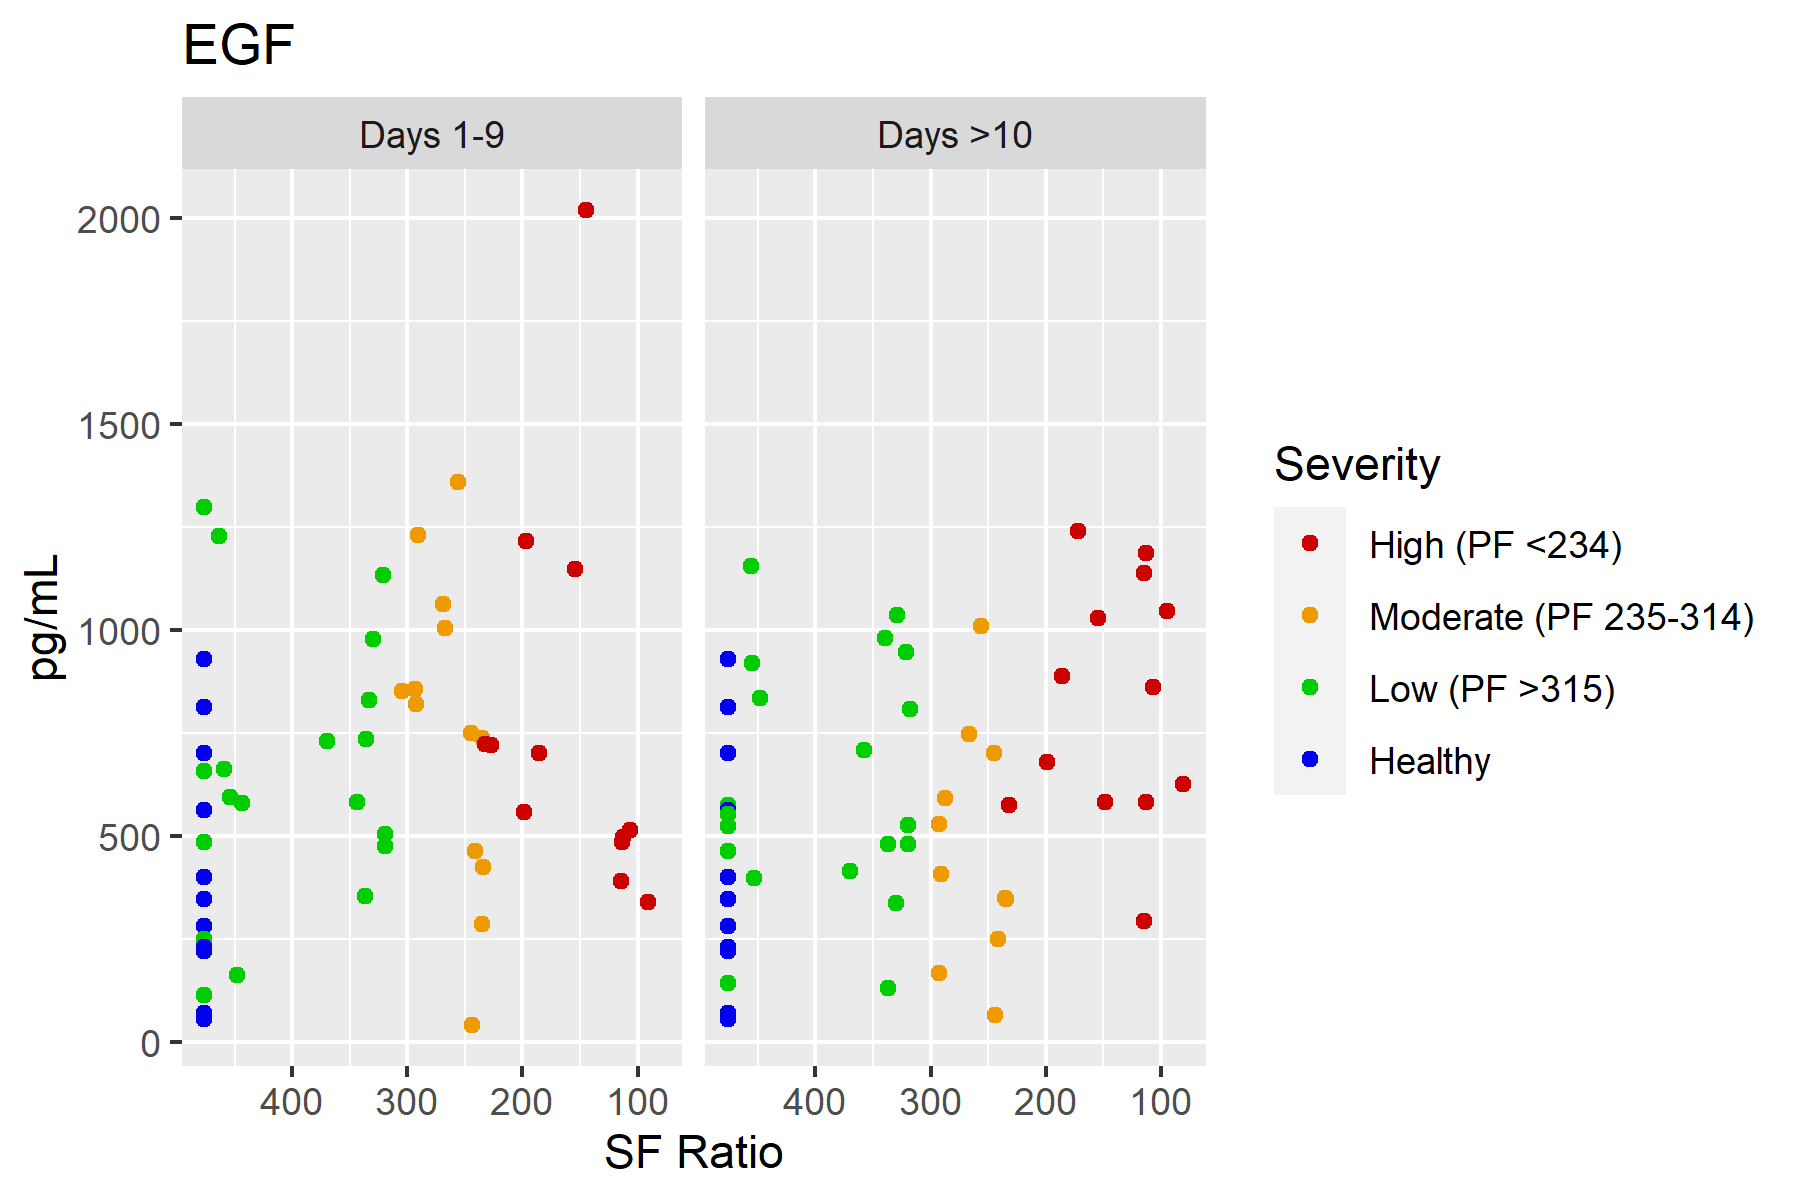 EGF
Days 1-9
Days >10
2000
1500
1000
500
0
pg/mL
400 300 200 100
400 300 200 100
SF Ratio
Severity
High (PF <234)
Moderate (PF 235-314)
Low (PF >315)
Healthy